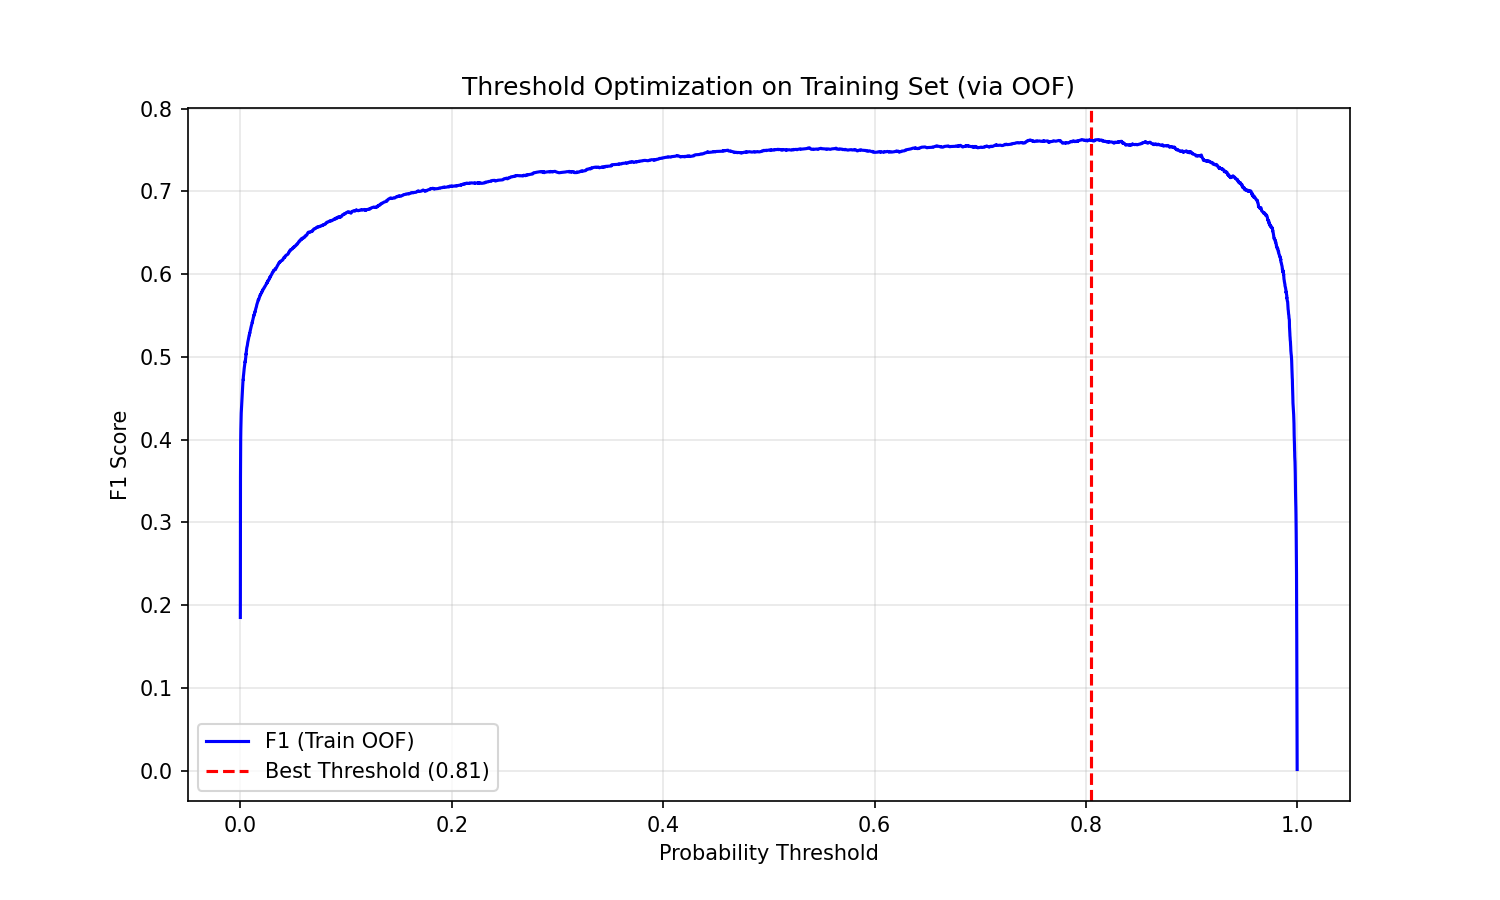 Threshold Optimization on Training Set (via OOF)
0.8
0.7
0.6
0.5
0.4
0.3
0.2
0.1
0.0
F1 Score
F1 (Train OOF)
Best Threshold (0.81)
0.0 0.2 0.4 0.6 0.8 1.0
Probability Threshold